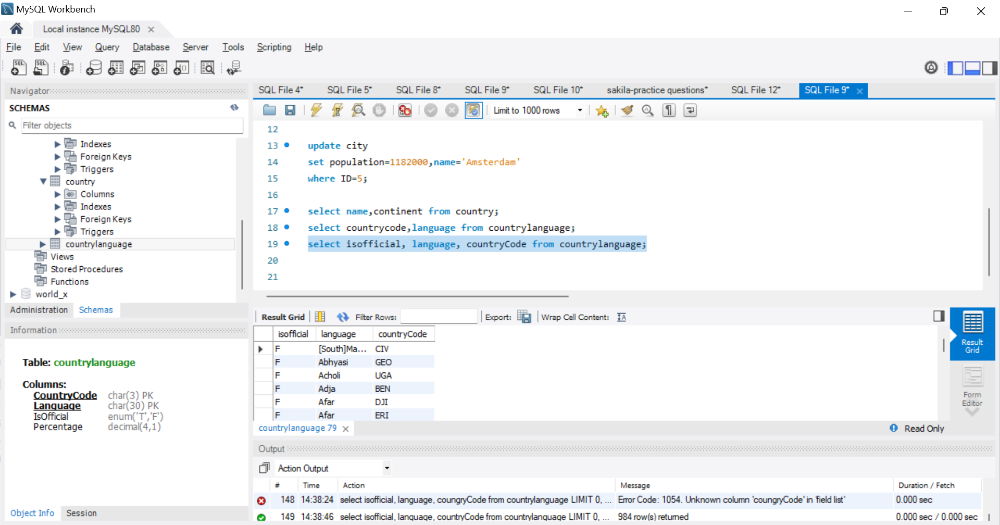 MySQL Workbench
Local instance MySQL80
File Edit View Query Database Server Tools Scripting Help
Navigator
SCHEMAS
Filter objects
Indexes
Foreign Keys
Triggers
country
Columns
Indexes
Foreign Keys
Triggers
countrylanguage
Views
Stored Procedures
Functions
world_x
Administration Schemas
Information
Table: countrylanguage
Columns:
CountryCode char(3) PK
Language char(30) PK
IsOfficial enum('T','F')
Percentage decimal(4,1)
Object Info Session
SQL File 4* SQL File 5* SQL File 8* SQL File 9* SQL File 10* sakila-practice questions* SQL File 12* SQL File 9*
Limit to 1000 rows
12
13 update city
14 set population=1182000,name='Amsterdam'
15 where ID=5;
16
17 select name,continent from country;
18 select countrycode,language from countrylanguage;
19 select isofficial, language, countryCode from countrylanguage;
20
21
Result Grid Filter Rows: Export: Wrap Cell Content:
isofficial language countryCode
F [South]Ma... CIV
F Abhyasi GEO
F Acholi UGA
F Adja BEN
F Afar DJI
F Afar ERI
Result
Grid
Form
Editor
countrylanguage 79 Read Only
Output
Action Output
# Time Action Message Duration / Fetch
148 14:38:24 select isofficial, language, coungryCode from countrylanguage LIMIT 0, ... Error Code: 1054. Unknown column 'coungryCode' in 'field list' 0.000 sec
149 14:38:46 select isofficial, language, countryCode from countrylanguage LIMIT 0, ... 984 row(s) returned 0.000 sec / 0.000 sec